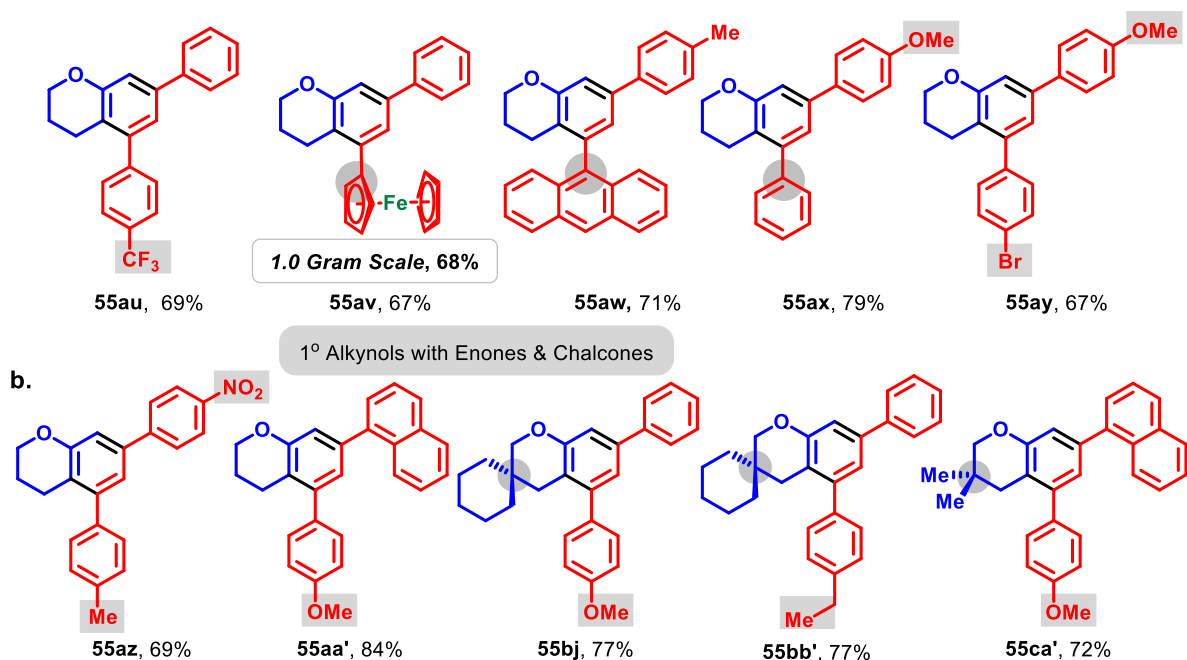 O
CF3
55au, 69%
O
Fe
1.0 Gram Scale, 68%
55av, 67%
O
Me
55aw, 71%
O
OMe
55ax, 79%
O
OMe
Br
55ay, 67%
1o Alkynols with Enones & Chalcones
b.
O
NO2
Me
55az, 69%
O
OMe
55aa', 84%
O
OMe
55bj, 77%
O
Me
55bb', 77%
O
Me
Me
OMe
55ca', 72%